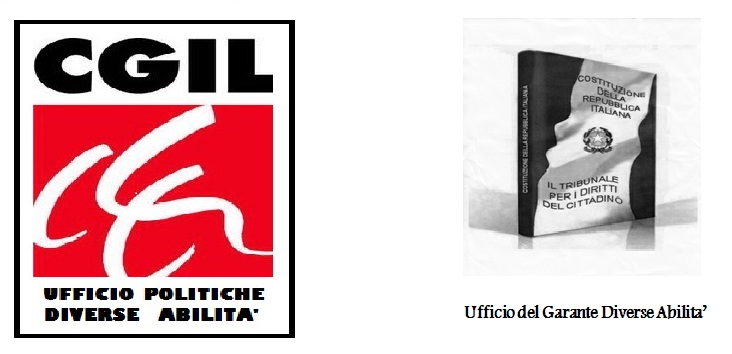 CGIL
UFFICIO POLITICHE
DIVERSE ABILITA'
COSTITUZIONE DELLA REPUBBLICA ITALIANA
COSTITUZIONE
DELLA
REPUBBLICA
ITALIANA
IL TRIBUNALE
PER I DIRITTI
DEL CITTADINO
Ufficio del Garante Diverse Abilita’